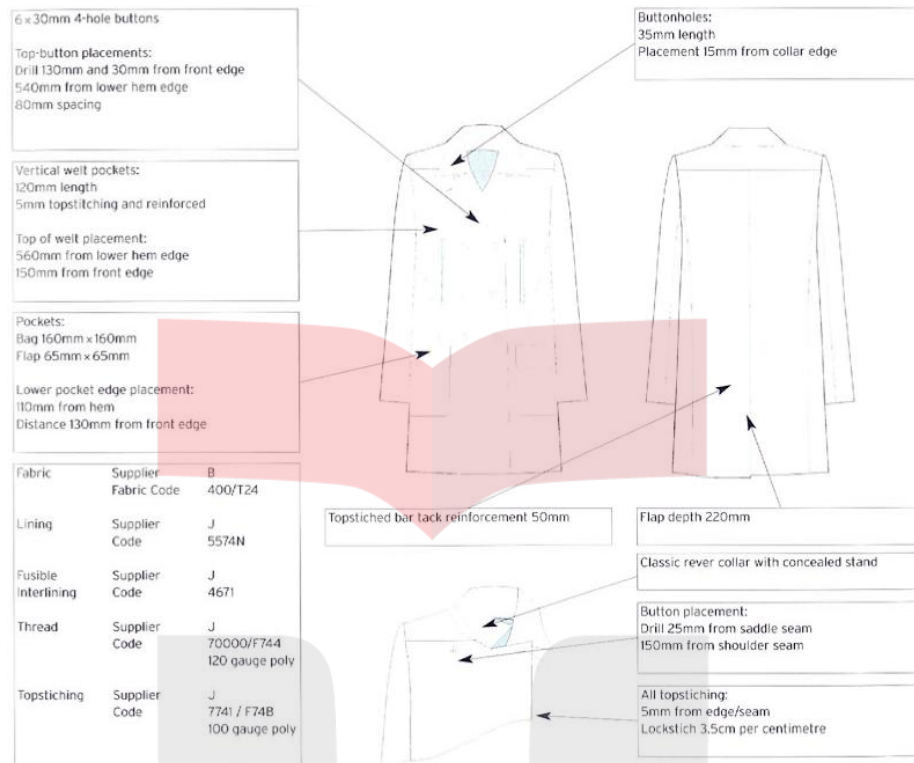 6 x 30mm 4-hole buttons
Top-button placements:
Drill 130mm and 30mm from front edge
540mm from lower hem edge
80mm spacing
Buttonholes:
35mm length
Placement 15mm from collar edge
Vertical welt pockets:
120mm length
5mm topstitching and reinforced
Top of welt placement:
560mm from lower hem edge
150mm from front edge
Pockets:
Bag 160mm x 160mm
Flap 65mm x 65mm
Lower pocket edge placement:
110mm from hem
Distance 130mm from front edge
Fabric Supplier B
Fabric Code 400/T24
Lining Supplier J
Code 5574N
Fusible Supplier J
Interlining Code 4671
Thread Supplier J
Code 70000/F744
120 gauge poly
Topstiching Supplier J
Code 7741 / F74B
100 gauge poly
Topstiched bar tack reinforcement 50mm
Flap depth 220mm
Classic rever collar with concealed stand
Button placement:
Drill 25mm from saddle seam
150mm from shoulder seam
All topstiching:
5mm from edge/seam
Lockstich 3.5cm per centimetre